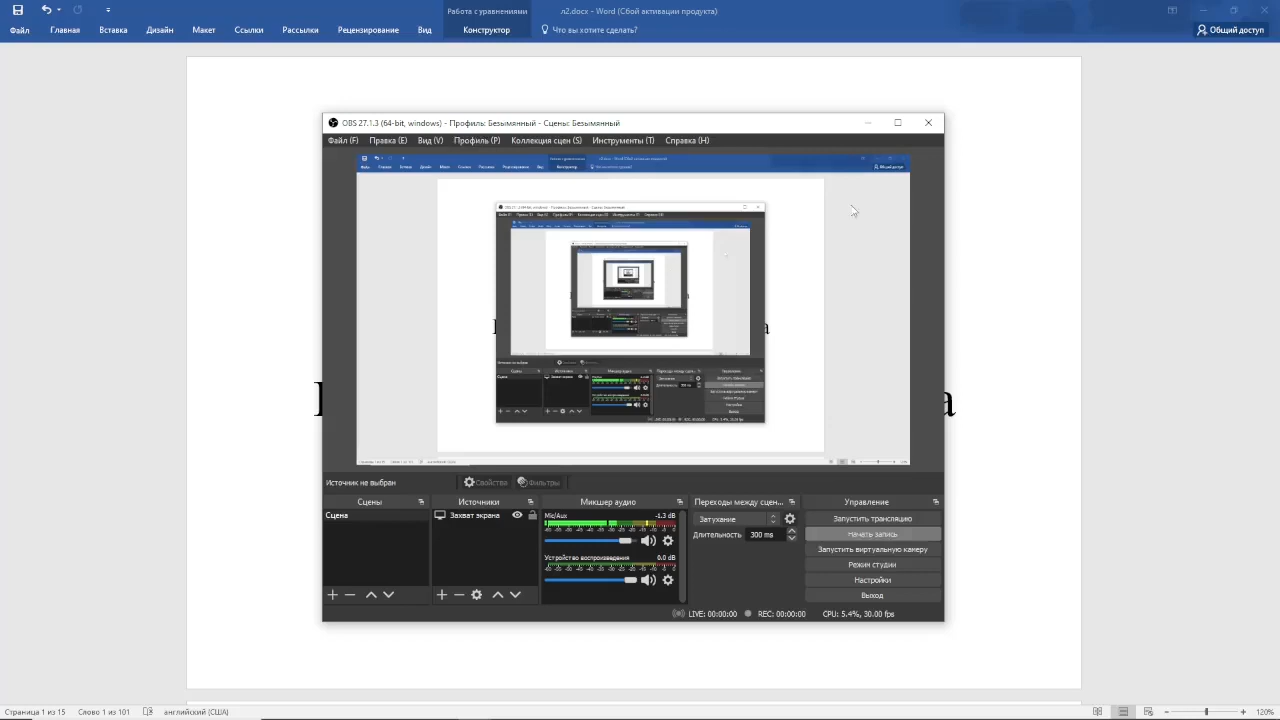 Работа с уравнениями
л2.docx - Word (Сбой активации продукта)
Файл Главная Вставка Дизайн Макет Ссылки Рассылки Рецензирование Вид Конструктор Что вы хотите сделать? Общий доступ
OBS 27.1.3 (64-bit, windows) - Профиль: Безымянный - Сцены: Безымянный
Файл (F) Правка (E) Вид (V) Профиль (P) Коллекция сцен (S) Инструменты (T) Справка (H)
а
Источник не выбран Свойства Фильтры
Сцены Источники Микшер аудио Переходы между сцен... Управление
Сцена Захват экрана Mic/Aux -1.3 dB Затухание Запустить трансляцию
Длительность 300 ms Начать запись
Запустить виртуальную камеру
Устройство воспроизведения 0.0 dB Режим студии
Настройки
Выход
LIVE: 00:00:00 REC: 00:00:00 CPU: 5.4%, 30.00 fps
Страница 1 из 15 Слово 1 из 101 английский (США) 120%